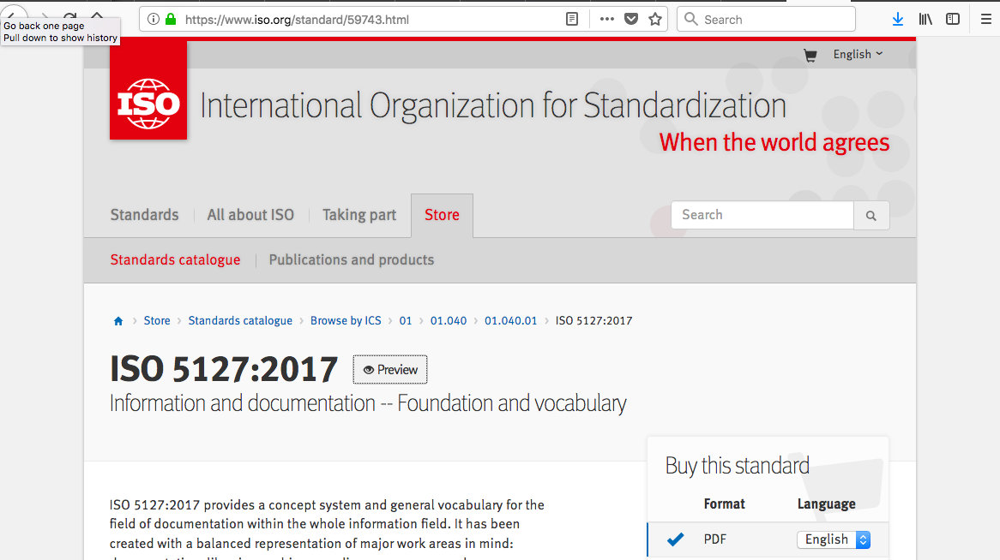 https://www.iso.org/standard/59743.html
Search
Go back one page
Pull down to show history
English
ISO
International Organization for Standardization
When the world agrees
Standards
All about ISO
Taking part
Store
Search
Standards catalogue
Publications and products
Store › Standards catalogue › Browse by ICS › 01 › 01.040 › 01.040.01 › ISO 5127:2017
ISO 5127:2017
Preview
Information and documentation -- Foundation and vocabulary
Buy this standard
Format Language
PDF English
ISO 5127:2017 provides a concept system and general vocabulary for the
field of documentation within the whole information field. It has been
created with a balanced representation of major work areas in mind: